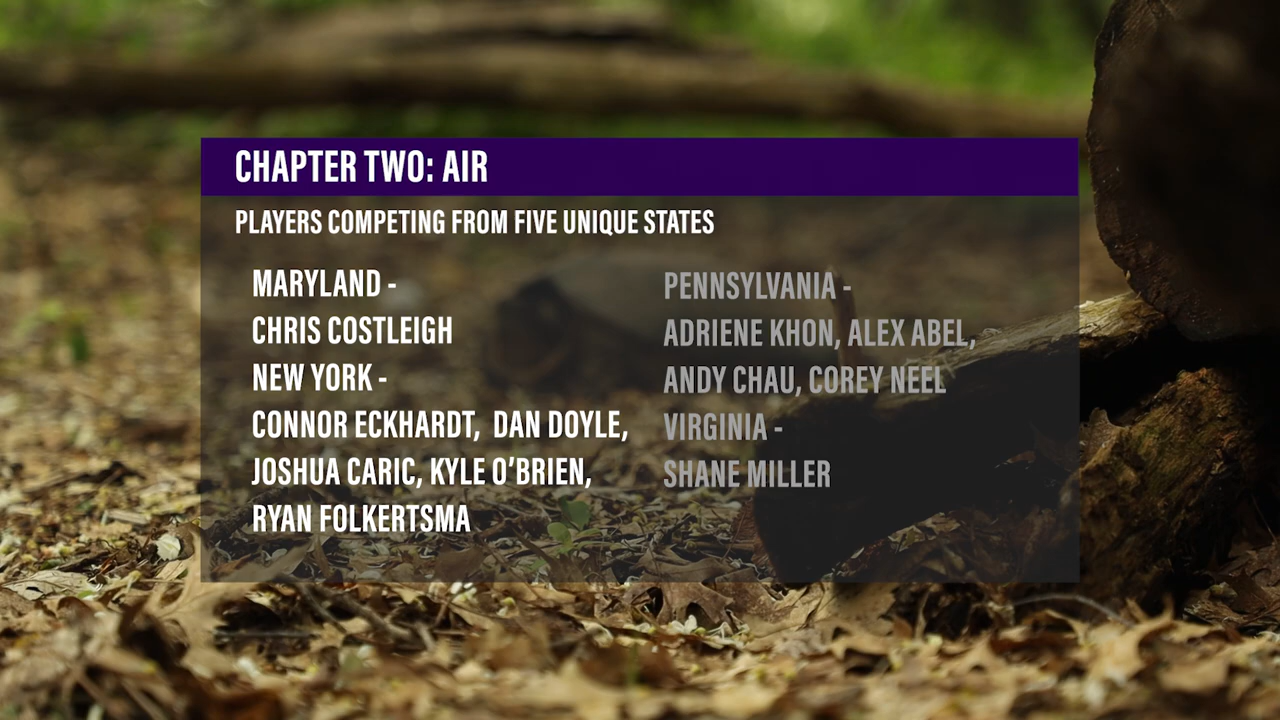 CHAPTER TWO: AIR
PLAYERS COMPETING FROM FIVE UNIQUE STATES
MARYLAND -
CHRIS COSTLEIGH
NEW YORK -
CONNOR ECKHARDT, DAN DOYLE,
JOSHUA CARIC, KYLE O'BRIEN,
RYAN FOLKERTSMA
PENNSYLVANIA -
ADRIENE KHON, ALEX ABEL,
ANDY CHAU, COREY NEEL
VIRGINIA -
SHANE MILLER